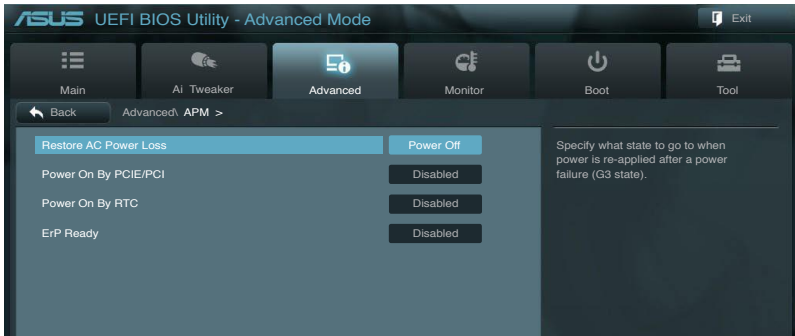 ASUS UEFI BIOS Utility - Advanced Mode
Exit
Main
Ai Tweaker
Advanced
Monitor
Boot
Tool
Back
Advanced\ APM >
Restore AC Power Loss
Power Off
Power On By PCIE/PCI
Disabled
Power On By RTC
Disabled
ErP Ready
Disabled
Specify what state to go to when
power is re-applied after a power
failure (G3 state).